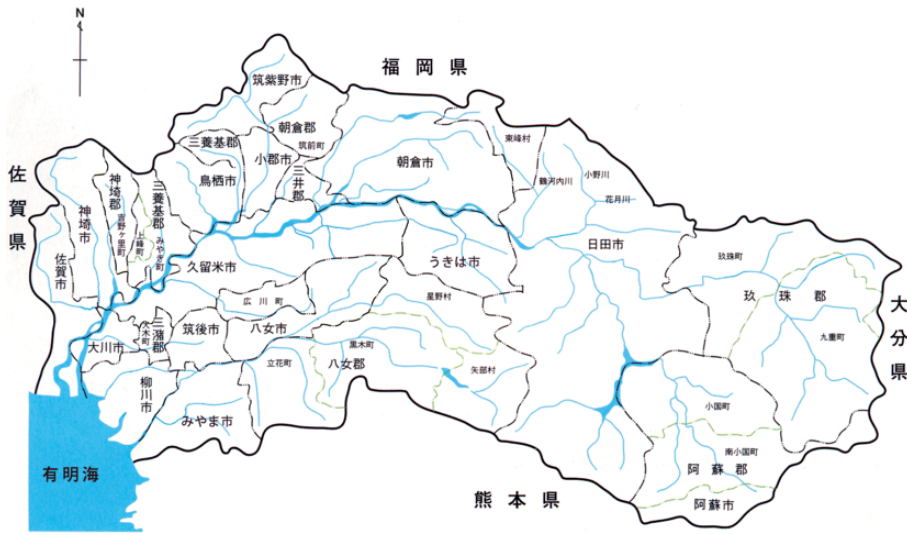 N
福岡県
筑紫野市
朝倉郡
筑前町
三養基郡
小郡市
三井郡
鳥栖市
朝倉市
東峰村
鶴河内川
小野川
花月川
佐賀県
神埼市
神埼郡
吉野ヶ里町
上峰町
三養基郡
みやき町
佐賀市
久留米市
うきは市
日田市
玖珠町
玖珠郡
九重町
大分県
広川町
星野村
大川市
大木町
三潴郡
筑後市
八女市
立花町
黒木町
八女郡
矢部村
柳川市
みやま市
小国町
南小国町
阿蘇郡
阿蘇市
有明海
熊本県